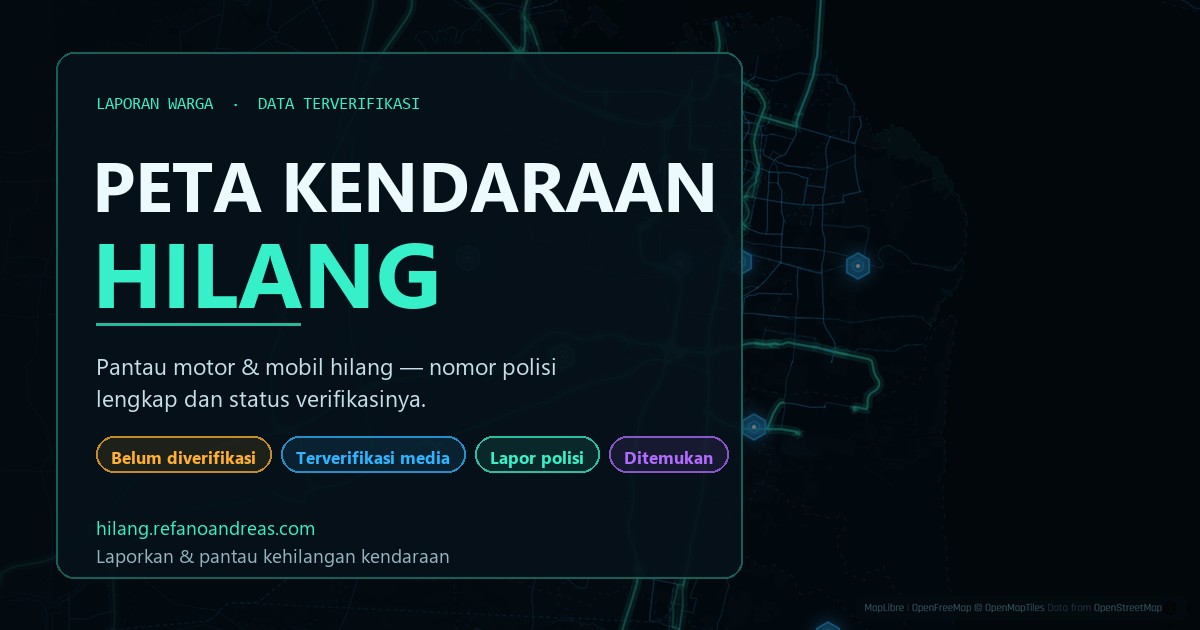 LAPORAN WARGA · DATA TERVERIFIKASI
PETA KENDARAAN
HILANG
Pantau motor & mobil hilang — nomor polisi
lengkap dan status verifikasinya.
Belum diverifikasi Terverifikasi media Lapor polisi Ditemukan
hilang.refanoandreas.com
Laporkan & pantau kehilangan kendaraan
MapLibre | OpenFreeMap © OpenMapTiles Data from OpenStreetMap